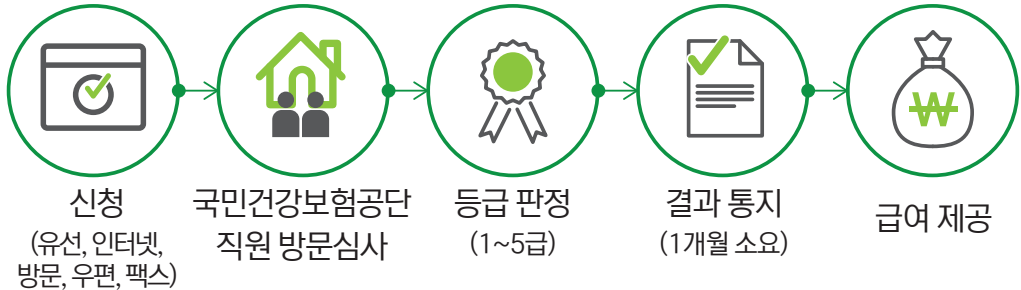 ₩
신청
(유선, 인터넷,
방문, 우편, 팩스)
국민건강보험공단
직원 방문심사
등급 판정
(1~5급)
결과 통지
(1개월 소요)
급여 제공